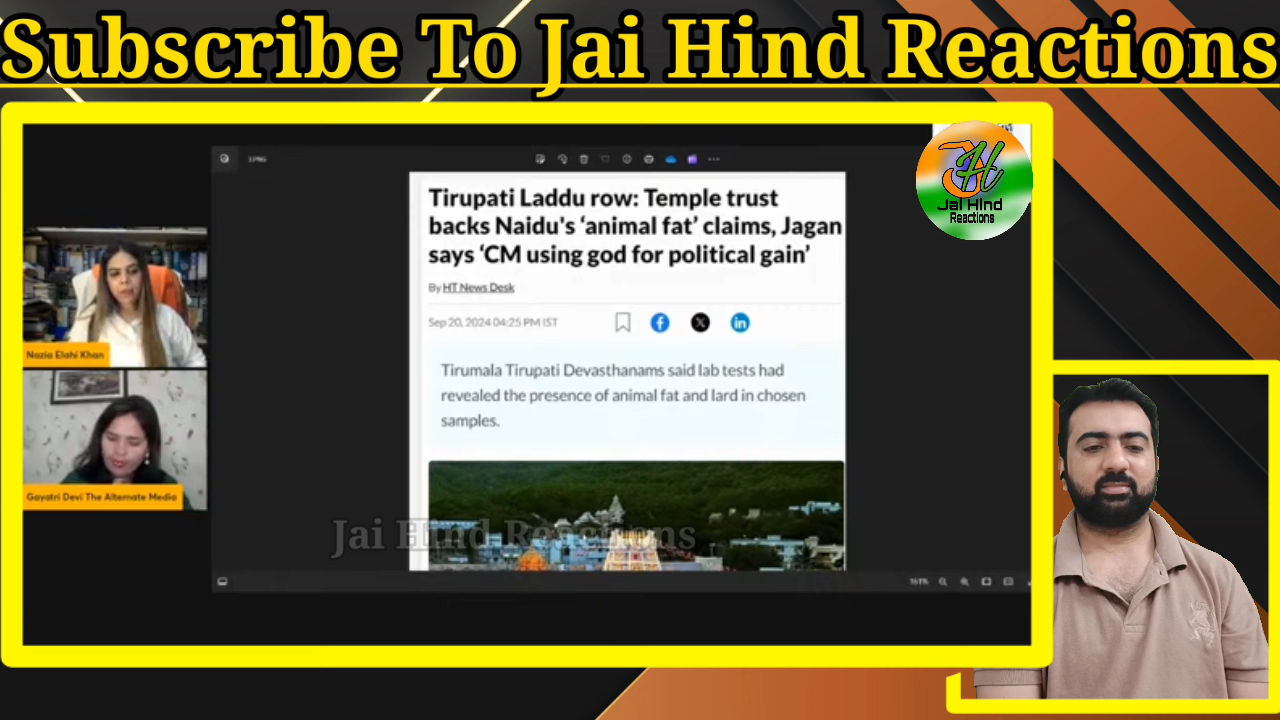 Subscribe To Jai Hind Reactions
Jai Hind
Reactions
Tirupati Laddu row: Temple trust
backs Naidu's ‘animal fat’ claims, Jagan
says ‘CM using god for political gain’
By HT News Desk
Sep 20, 2024 04:25 PM IST
Tirumala Tirupati Devasthanams said lab tests had
revealed the presence of animal fat and lard in chosen
samples.
Nazia Elahi Khan
Gayatri Devi The Alternate Media
Jai Hind Reactions